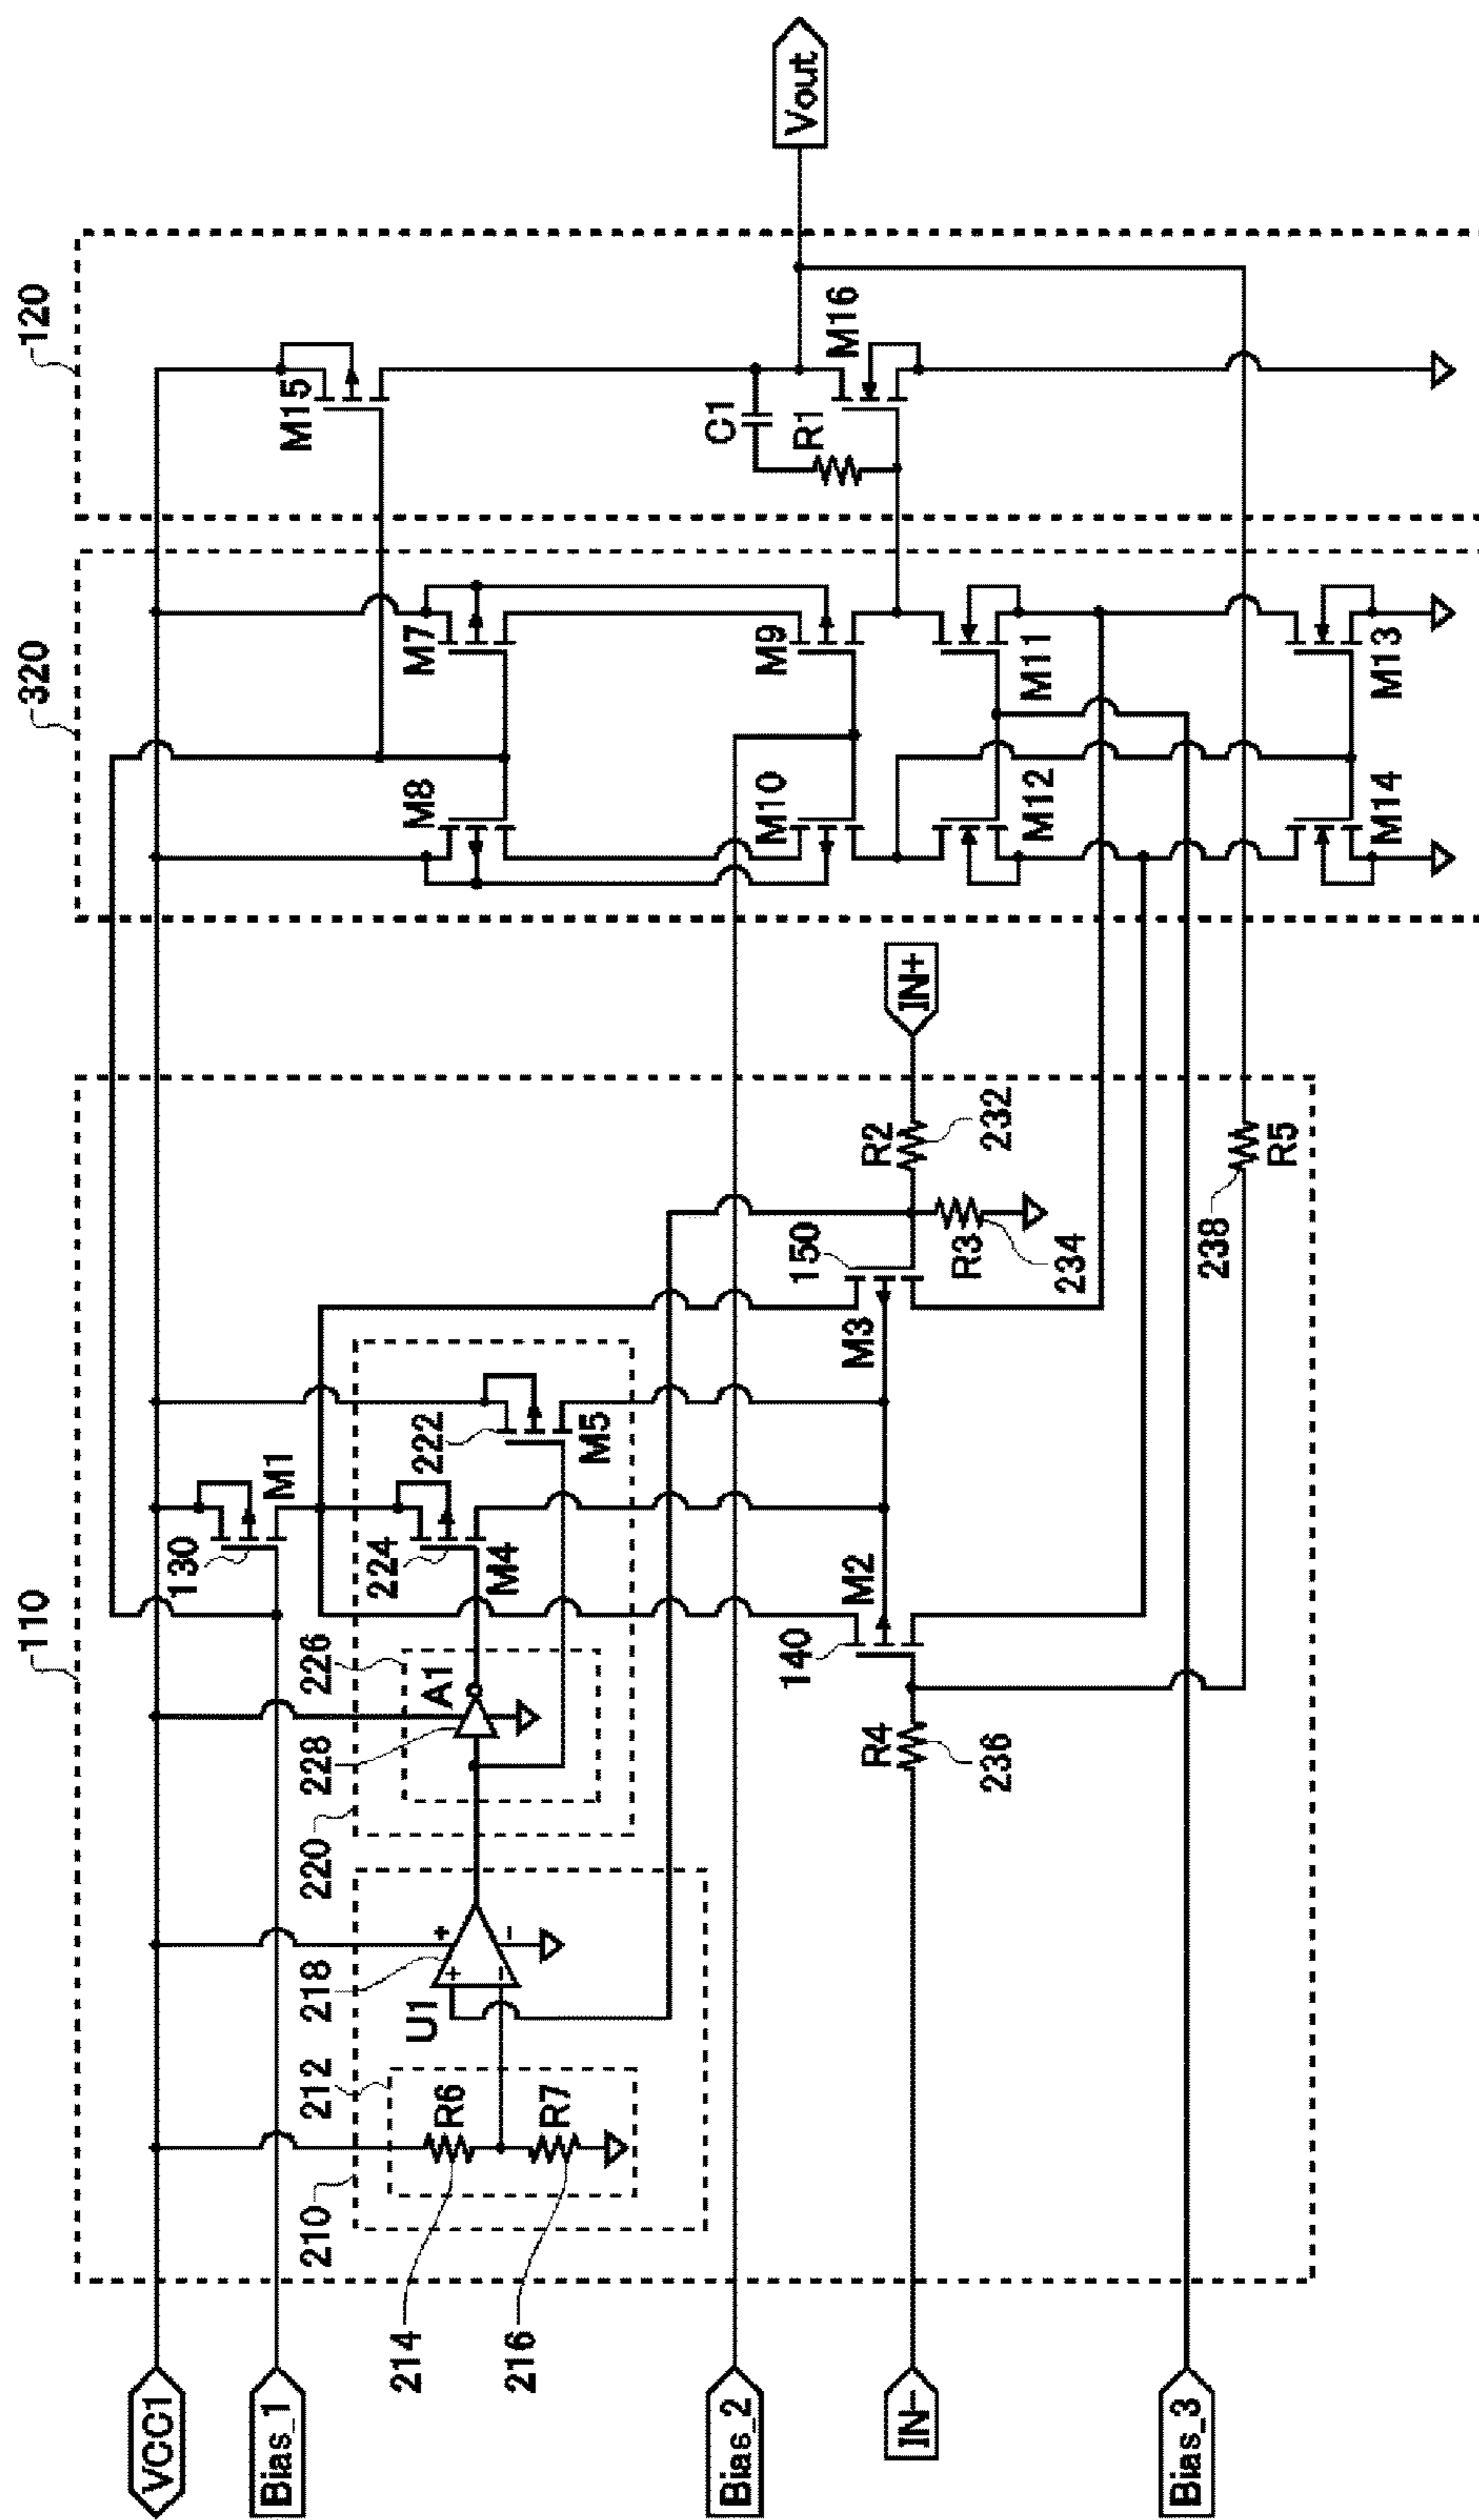 110
320
120
VCC1
Bias_1
Bias_2
IN−
Bias_3
210
212
214
216
R6
R7
U1
218
+
−
+
−
220
228
226
A1
130
M1
224
M4
222
M5
140
M2
M3
150
R4
236
R2
232
R3
234
IN+
238
R5
M8
M7
M10
M9
M12
M11
M14
M13
M15
C1
R1
M16
Vout